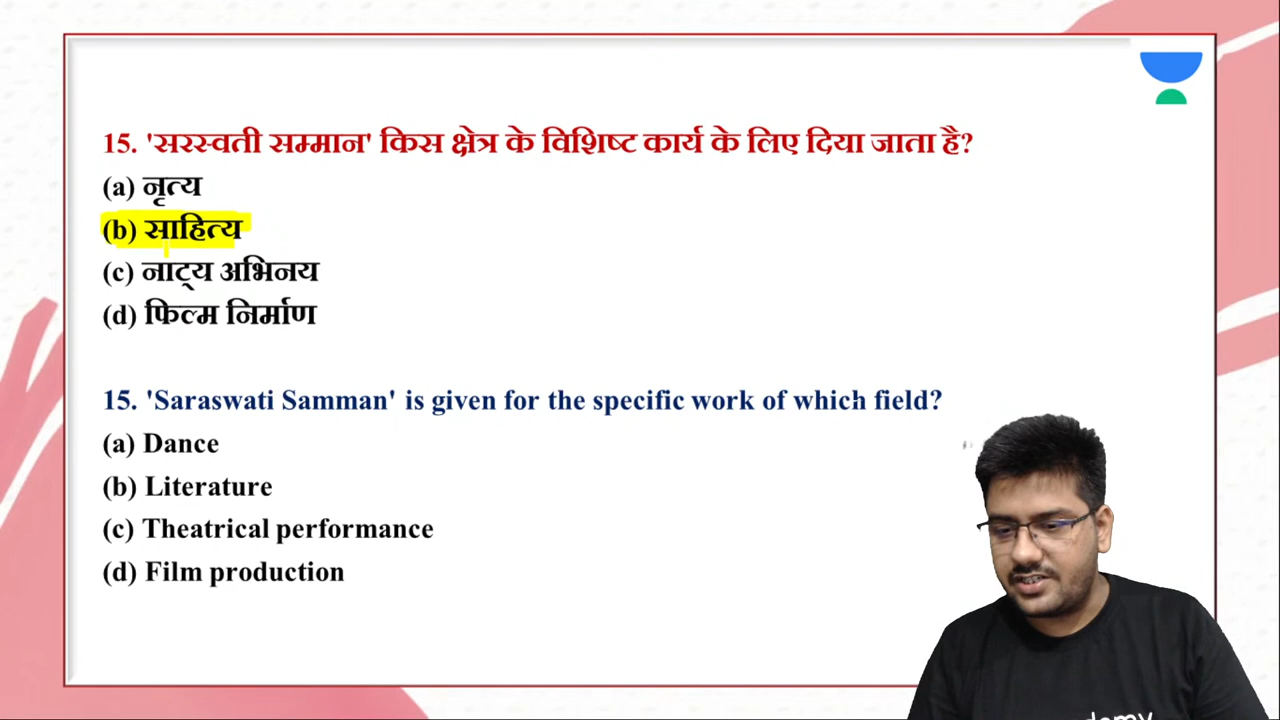 15. 'सरस्वती सम्मान' किस क्षेत्र के विशिष्ट कार्य के लिए दिया जाता है?
(a) नृत्य
(b) साहित्य
(c) नाट्य अभिनय
(d) फिल्म निर्माण
15. 'Saraswati Samman' is given for the specific work of which field?
(a) Dance
(b) Literature
(c) Theatrical performance
(d) Film production